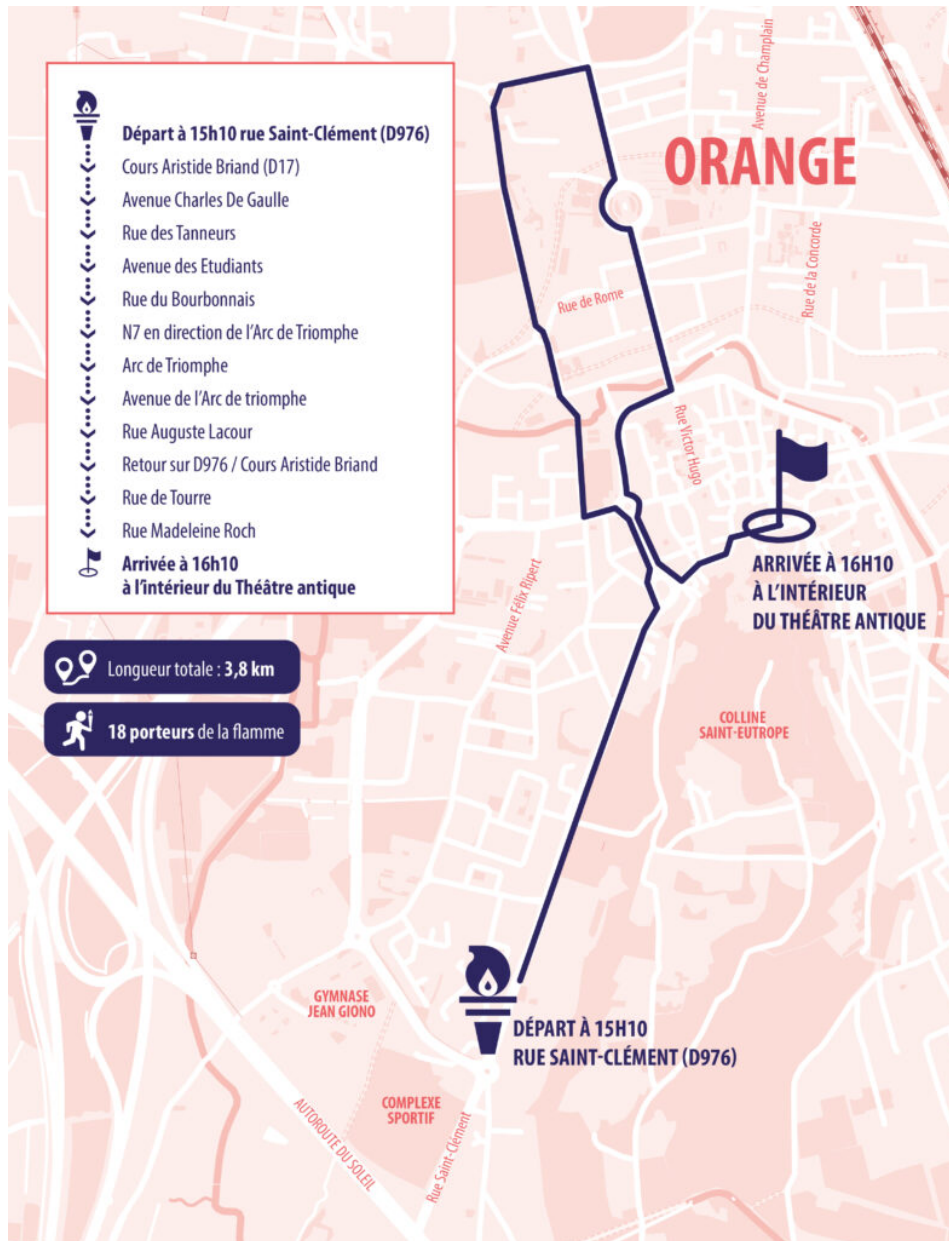 Départ à 15h10 rue Saint-Clément (D976)
Cours Aristide Briand (D17)
Avenue Charles De Gaulle
Rue des Tanneurs
Avenue des Etudiants
Rue du Bourbonnais
N7 en direction de l'Arc de Triomphe
Arc de Triomphe
Avenue de l'Arc de triomphe
Rue Auguste Lacour
Retour sur D976 / Cours Aristide Briand
Rue de Tourre
Rue Madeleine Roch
Arrivée à 16h10
à l'intérieur du Théâtre antique
Longueur totale : 3,8 km
18 porteurs de la flamme
Avenue de Champlain
ORANGE
Rue de la Concorde
Rue de Rome
Rue Victor Hugo
ARRIVÉE À 16H10
À L'INTÉRIEUR
DU THÉÂTRE ANTIQUE
Avenue Félix Ripert
COLLINE
SAINT-EUTROPE
GYMNASE
JEAN GIONO
DÉPART À 15H10
RUE SAINT-CLÉMENT (D976)
COMPLEXE
SPORTIF
AUTOROUTE DU SOLEIL
Rue Saint-Clément